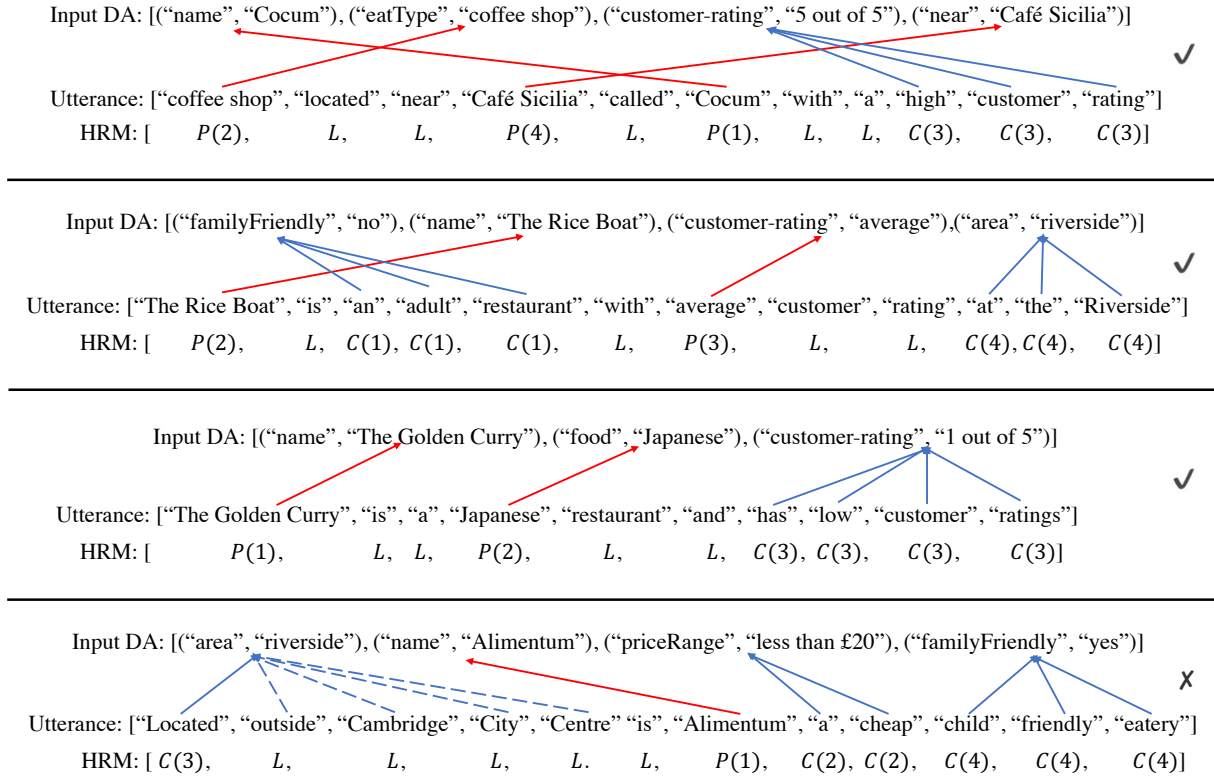 Input DA: [(“name”, “Cocum”), (“eatType”, “coffee shop”), (“customer-rating”, “5 out of 5”), (“near”, “Café Sicilia”)]
✓
Utterance: [“coffee shop”, “located”, “near”, “Café Sicilia”, “called”, “Cocum”, “with”, “a”, “high”, “customer”, “rating”]
HRM: [ P(2), L, L, P(4), L, P(1), L, L, C(3), C(3), C(3)]
Input DA: [(“familyFriendly”, “no”), (“name”, “The Rice Boat”), (“customer-rating”, “average”),(“area”, “riverside”)]
✓
Utterance: [“The Rice Boat”, “is”, “an”, “adult”, “restaurant”, “with”, “average”, “customer”, “rating”, “at”, “the”, “Riverside”]
HRM: [ P(2), L, C(1), C(1), C(1), L, P(3), L, L, C(4), C(4), C(4)]
Input DA: [(“name”, “The Golden Curry”), (“food”, “Japanese”), (“customer-rating”, “1 out of 5”)]
✓
Utterance: [“The Golden Curry”, “is”, “a”, “Japanese”, “restaurant”, “and”, “has”, “low”, “customer”, “ratings”]
HRM: [ P(1), L, L, P(2), L, L, C(3), C(3), C(3), C(3)]
Input DA: [(“area”, “riverside”), (“name”, “Alimentum”), (“priceRange”, “less than £20”), (“familyFriendly”, “yes”)]
✗
Utterance: [“Located”, “outside”, “Cambridge”, “City”, “Centre” “is”, “Alimentum”, “a”, “cheap”, “child”, “friendly”, “eatery”]
HRM: [ C(3), L, L, L, L. L, P(1), C(2), C(2), C(4), C(4), C(4)]